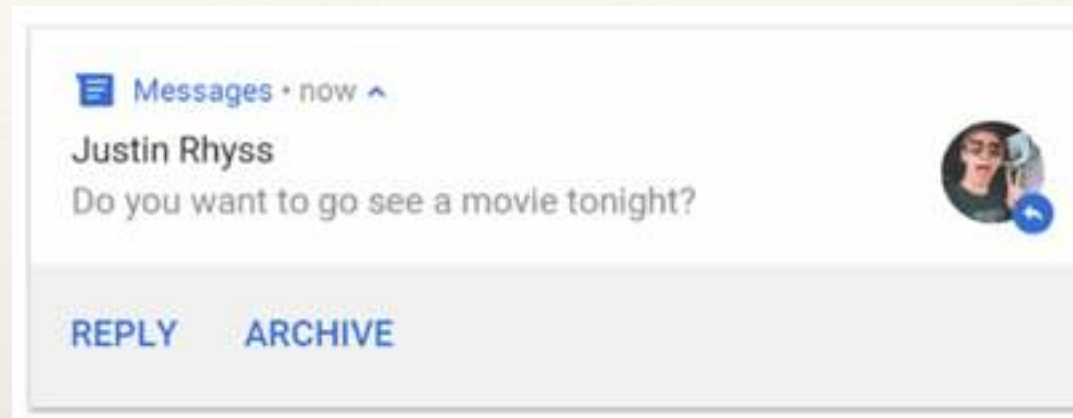 Messages • now
Justin Rhyss
Do you want to go see a movie tonight?
REPLY ARCHIVE